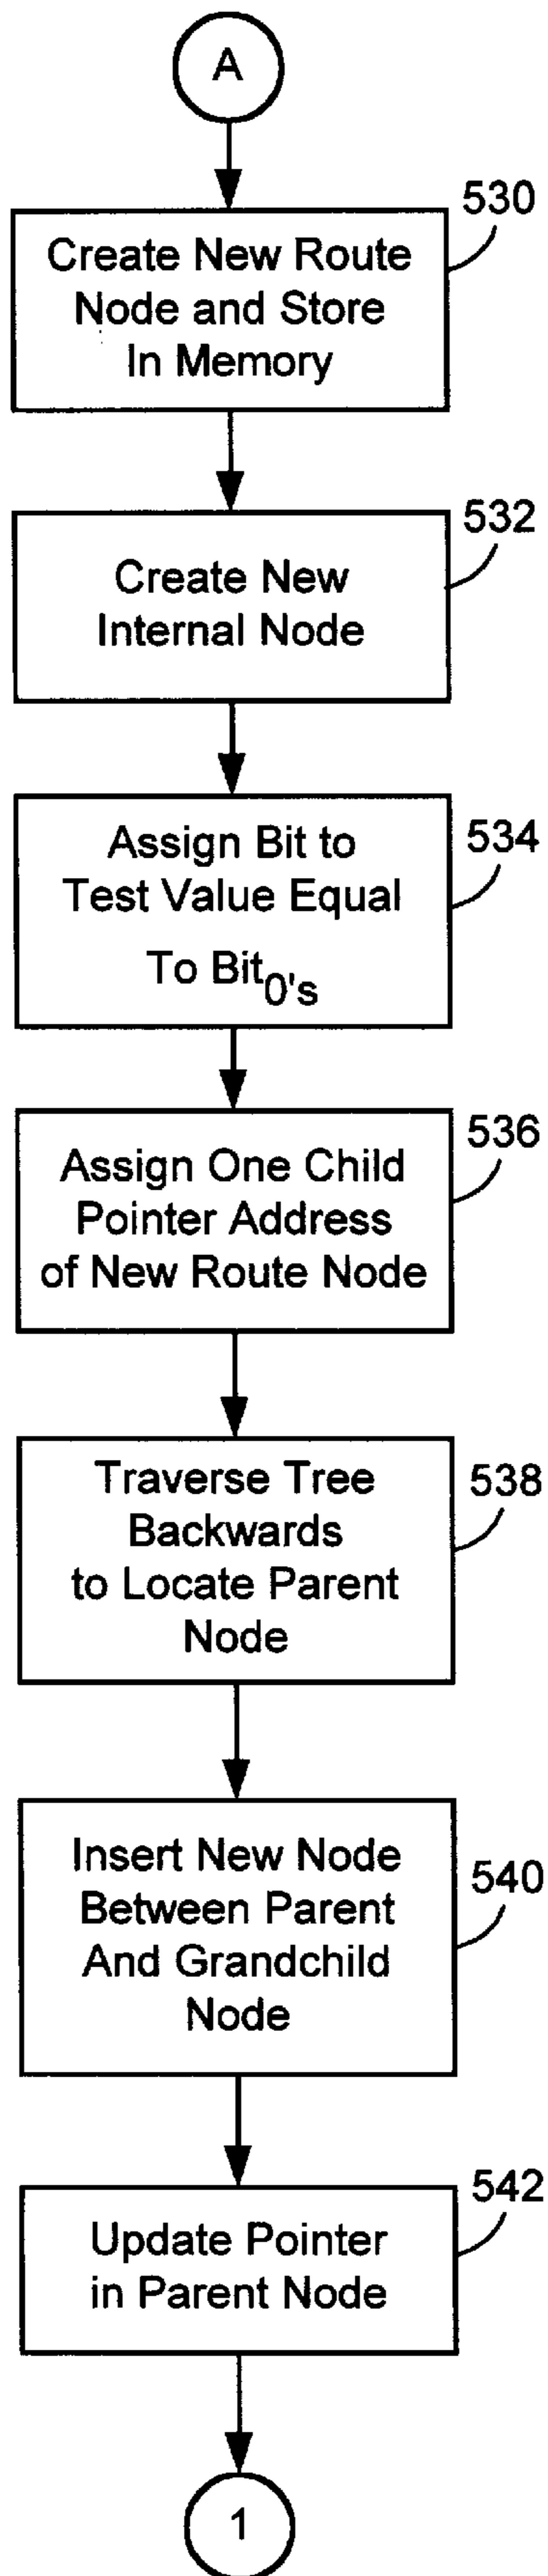 A
530
Create New Route
Node and Store
In Memory
532
Create New
Internal Node
534
Assign Bit to
Test Value Equal
To Bit0's
536
Assign One Child
Pointer Address
of New Route Node
538
Traverse Tree
Backwards
to Locate Parent
Node
540
Insert New Node
Between Parent
And Grandchild
Node
542
Update Pointer
in Parent Node
1